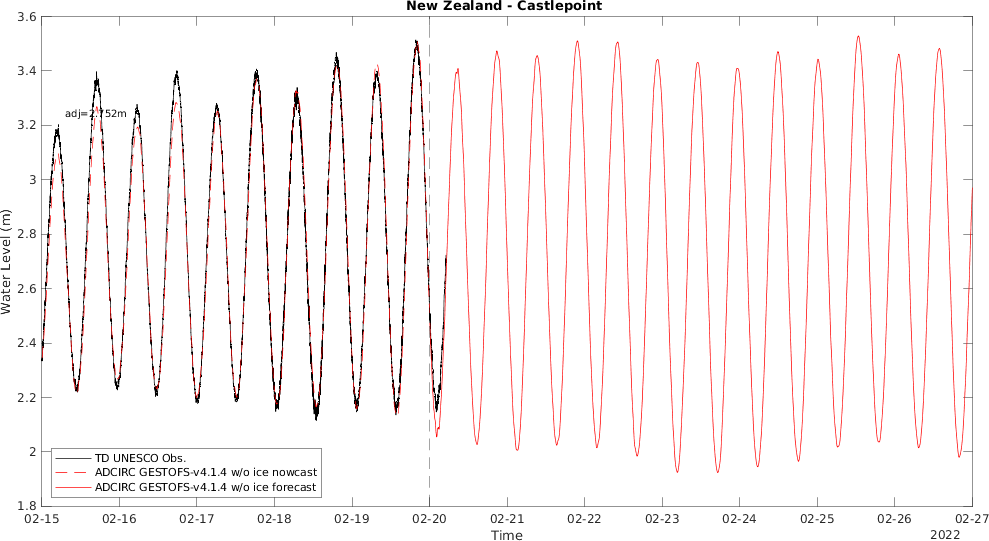 New Zealand - Castlepoint
3.6
3.4
3.2
3
2.8
2.6
2.4
2.2
2
1.8
Water Level (m)
adj=2.752m
TD UNESCO Obs.
ADCIRC GESTOFS-v4.1.4 w/o ice nowcast
ADCIRC GESTOFS-v4.1.4 w/o ice forecast
02-15 02-16 02-17 02-18 02-19 02-20 02-21 02-22 02-23 02-24 02-25 02-26 02-27
Time
2022